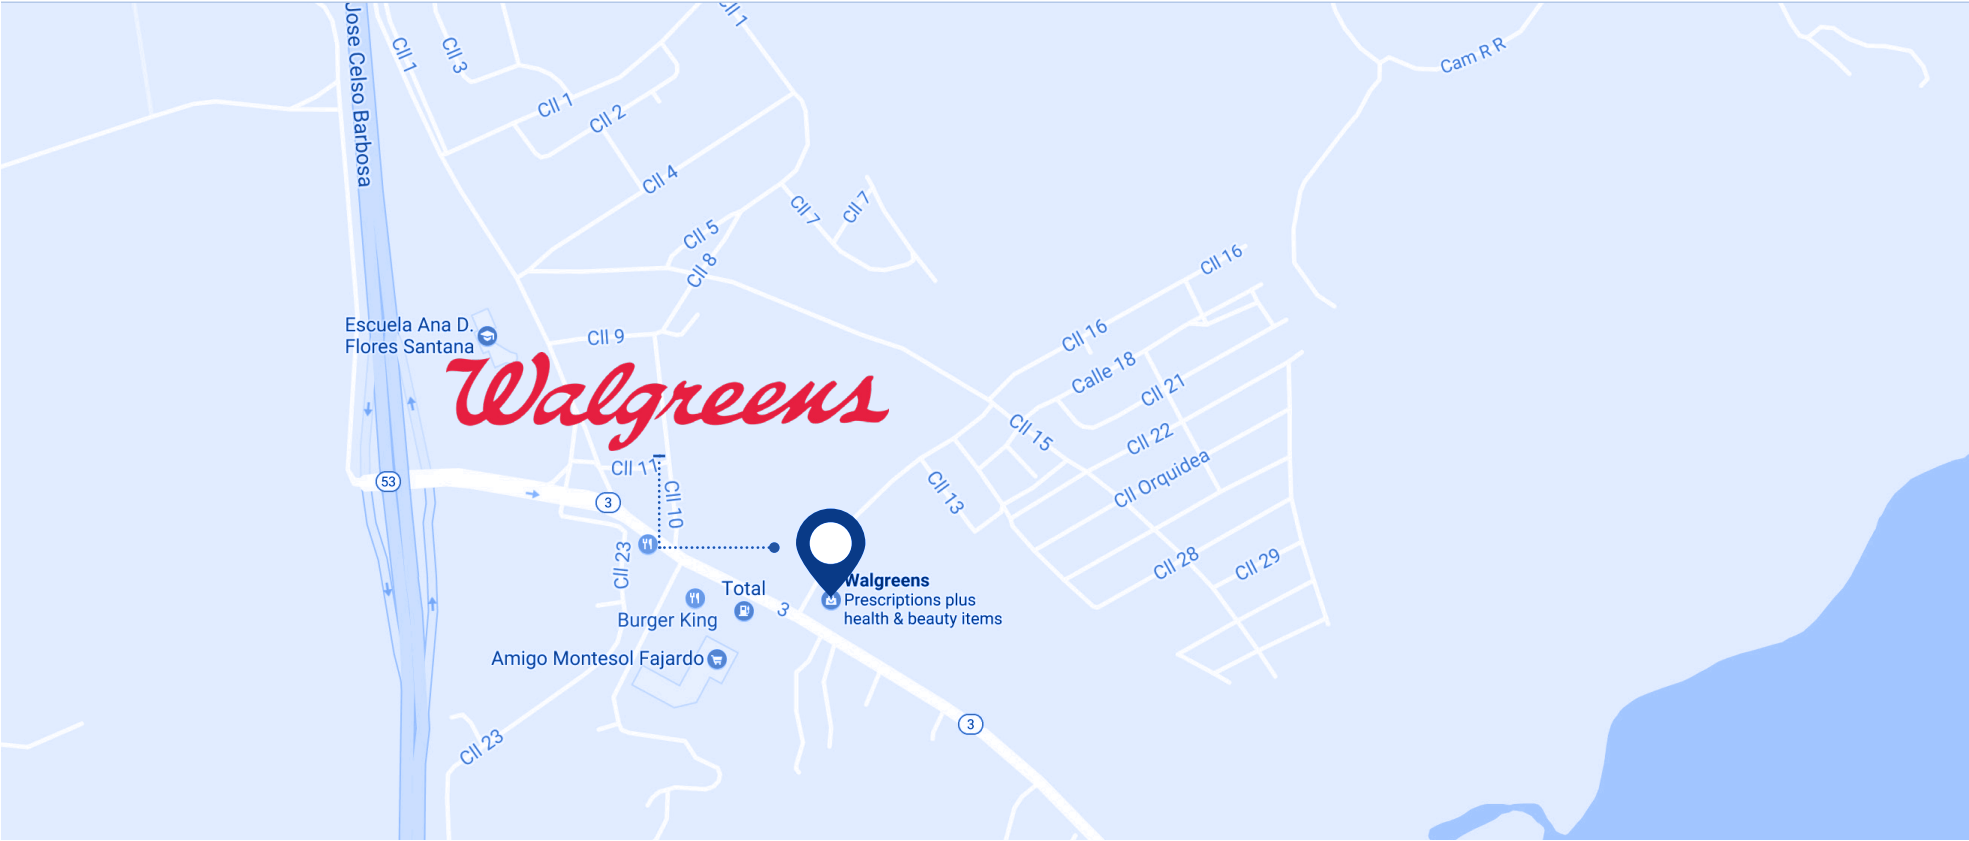 Cll 1
Jose Celso Barbosa
Cll 1
Cll 3
Cam R R
Cll 1
Cll 2
Cll 4
Cll 7
Cll 7
Cll 5
Cll 8
Cll 16
Escuela Ana D.
Flores Santana
Cll 9
Cll 16
Calle 18
Cll 21
Walgreens
Cll 15
Cll 22
Cll 11
Cll Orquidea
53
3
Cll 10
Cll 13
Cll 23
Cll 28
Cll 29
Total
3
Walgreens
Prescriptions plus
health & beauty items
Burger King
Amigo Montesol Fajardo
3
Cll 23